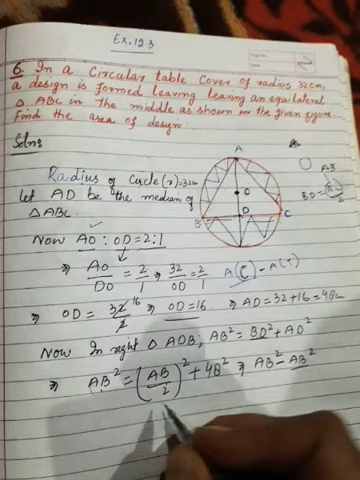 Ex. 12.3
6. In a Circular table Cover of radius 32cm,
a design is formed leaving leaving an equilateral
Δ ABC in the middle as shown in the given figure.
Find the area of design.
Soln:
Radius of Circle (r) = 32cm
let AD be the median of
ΔABC.
A
O
B
D
C
AB
BD =
2
Now AO : OD = 2:1
⇒ AO/DO = 2/1 ⇒ 32/OD = 2/1
A(C) - A(T)
⇒ OD = 32/2 16 ⇒ OD = 16 ⇒ AD = 32 + 16 = 48cm
Now In right Δ ADB, AB² = BD² + AD²
⇒ AB² = (AB/2)² + 48² ⇒ AB² - AB²